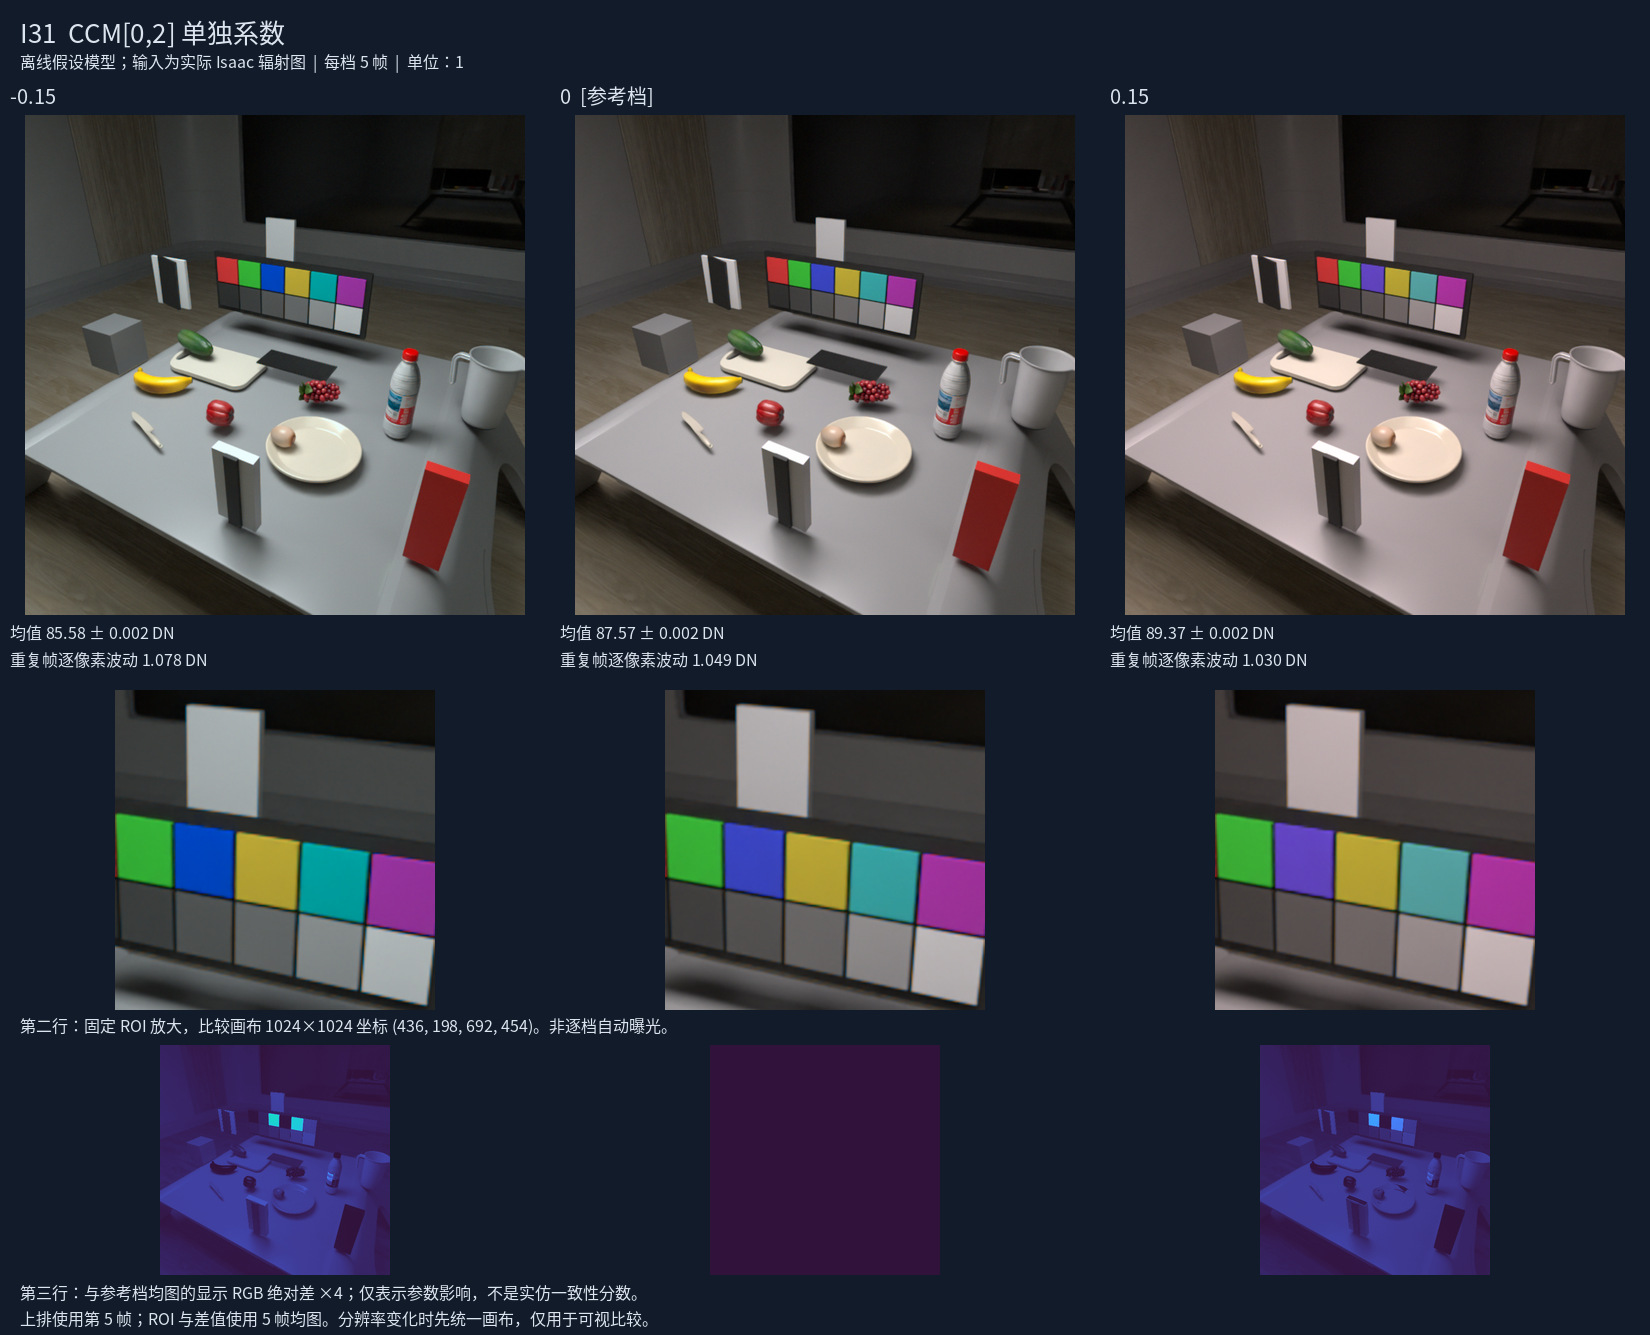 I31 CCM[0,2] 单独系数
离线假设模型；输入为实际 Isaac 辐射图 | 每档 5 帧 | 单位：1
-0.15
0 [参考档]
0.15
均值 85.58 ± 0.002 DN
重复帧逐像素波动 1.078 DN
均值 87.57 ± 0.002 DN
重复帧逐像素波动 1.049 DN
均值 89.37 ± 0.002 DN
重复帧逐像素波动 1.030 DN
第二行：固定 ROI 放大，比较画布 1024×1024 坐标 (436, 198, 692, 454)。非逐档自动曝光。
第三行：与参考档均图的显示 RGB 绝对差 ×4；仅表示参数影响，不是实仿一致性分数。
上排使用第 5 帧；ROI 与差值使用 5 帧均图。分辨率变化时先统一画布，仅用于可视比较。